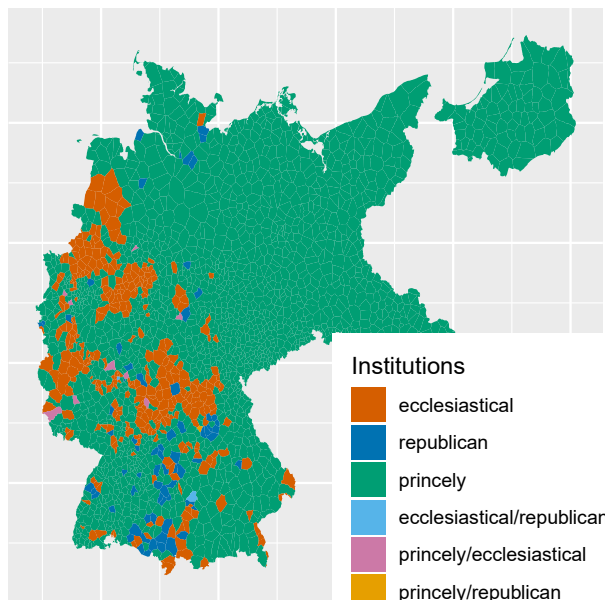 Institutions
ecclesiastical
republican
princely
ecclesiastical/republican
princely/ecclesiastical
princely/republican